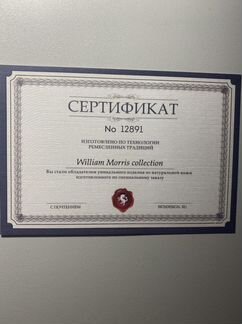 СЕРТИФИКАТ
No 12891
ИЗГОТОВЛЕНО ПО ТЕХНОЛОГИИ
РЕМЕСЛЕННЫХ ТРАДИЦИЙ
William Morris collection
Вы стали обладателем уникального изделия из натуральной кожи
изготовленного по специальному заказу
С ПОЧТЕНИЕМ